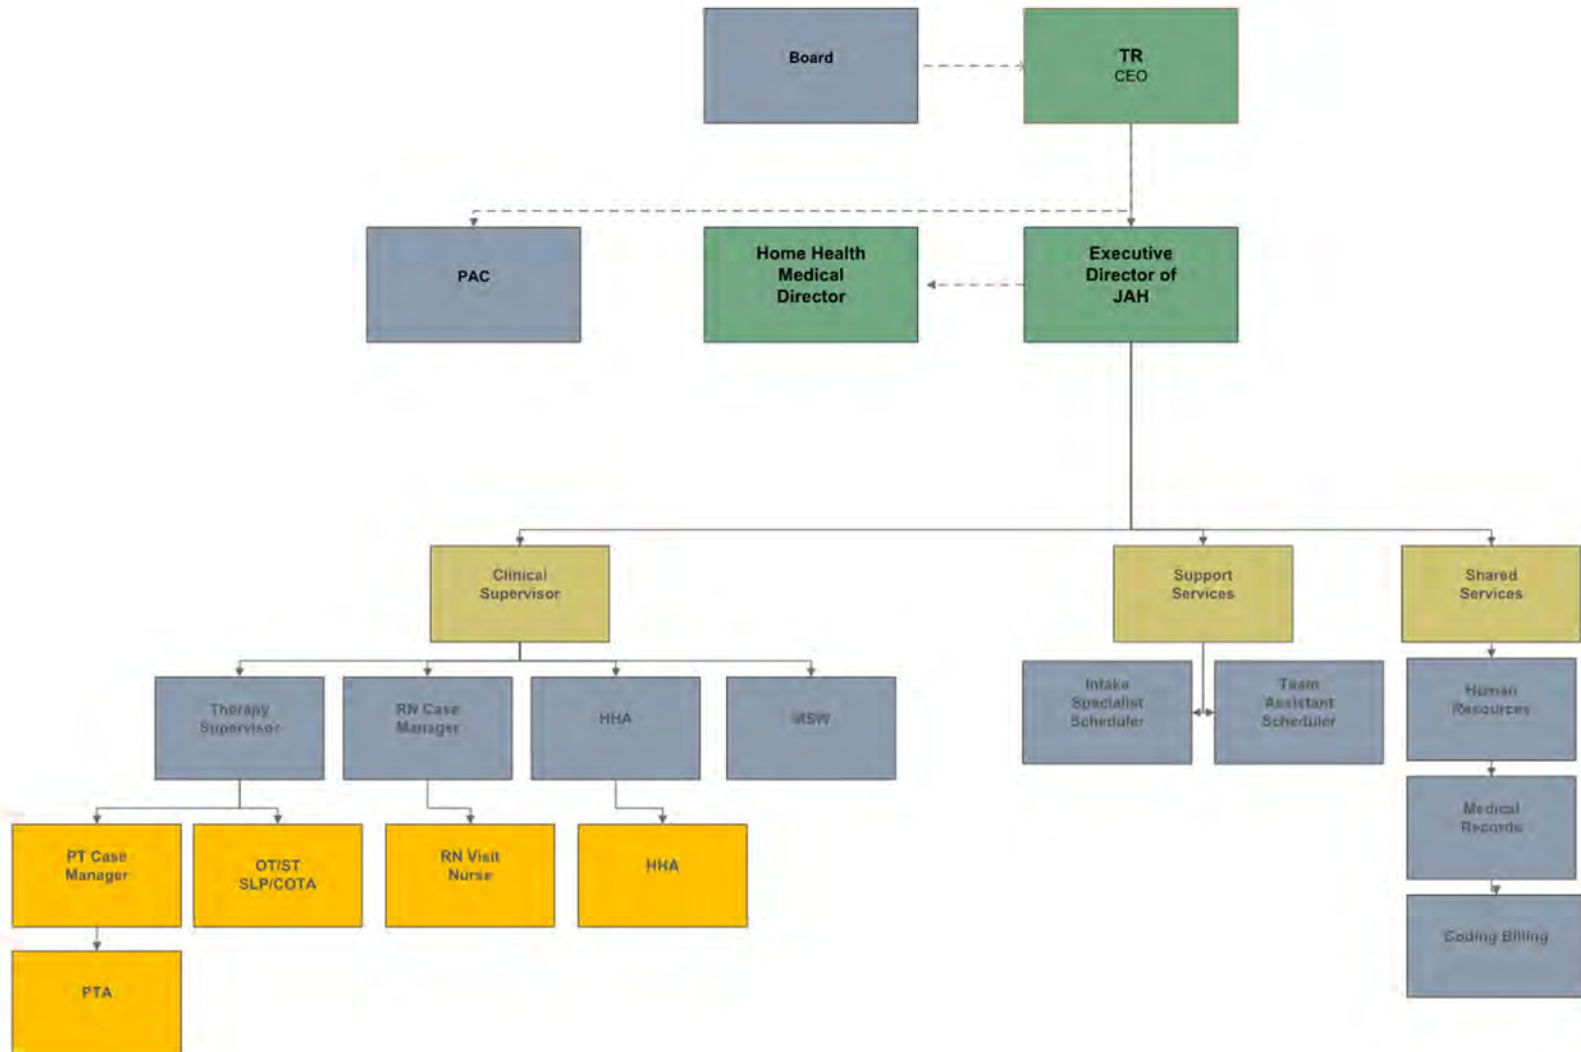 Board
TR
CEO
PAC
Home Health
Medical
Director
Executive
Director of
JAH
Clinical
Supervisor
Support
Services
Shared
Services
Therapy
Supervisor
RN Case
Manager
HHA
MSW
Intake
Specialist
Scheduler
Team
Assistant
Scheduler
Human
Resources
PT Case
Manager
OT/ST
SLP/COTA
RN Visit
Nurse
HHA
Medical
Records
Coding Billing
PTA